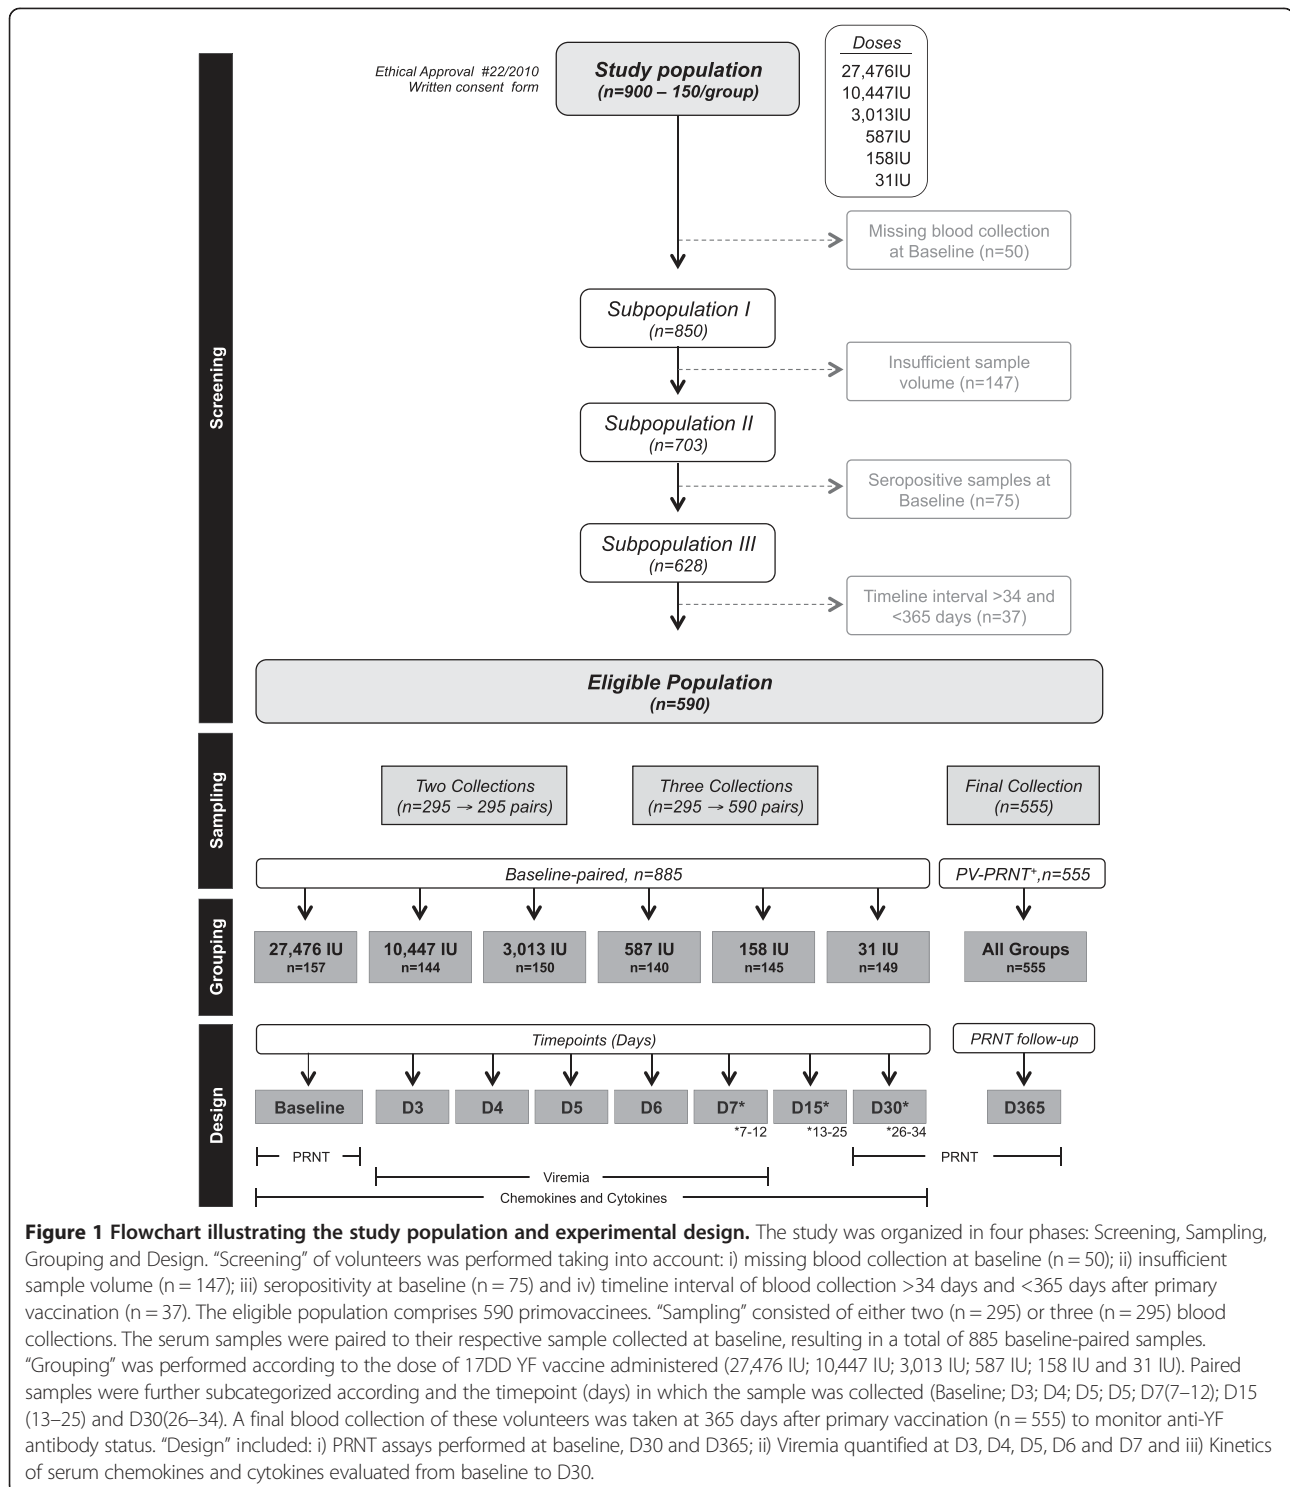 Ethical Approval #22/2010
Written consent form
Study population
(n=900 – 150/group)
Doses
27,476IU
10,447IU
3,013IU
587IU
158IU
31IU
Missing blood collection
at Baseline (n=50)
Subpopulation I
(n=850)
Insufficient sample
volume (n=147)
Subpopulation II
(n=703)
Seropositive samples at
Baseline (n=75)
Subpopulation III
(n=628)
Timeline interval >34 and
<365 days (n=37)
Screening
Eligible Population
(n=590)
Sampling
Two Collections
(n=295 → 295 pairs)
Three Collections
(n=295 → 590 pairs)
Final Collection
(n=555)
Baseline-paired, n=885
PV-PRNT⁺,n=555
Grouping
27,476 IU
n=157
10,447 IU
n=144
3,013 IU
n=150
587 IU
n=140
158 IU
n=145
31 IU
n=149
All Groups
n=555
Design
Timepoints (Days)
PRNT follow-up
Baseline
D3
D4
D5
D6
D7*
D15*
D30*
D365
*7-12
*13-25
*26-34
PRNT
PRNT
Viremia
Chemokines and Cytokines
Figure 1 Flowchart illustrating the study population and experimental design. The study was organized in four phases: Screening, Sampling,
Grouping and Design. “Screening” of volunteers was performed taking into account: i) missing blood collection at baseline (n = 50); ii) insufficient
sample volume (n = 147); iii) seropositivity at baseline (n = 75) and iv) timeline interval of blood collection >34 days and <365 days after primary
vaccination (n = 37). The eligible population comprises 590 primovaccinees. “Sampling” consisted of either two (n = 295) or three (n = 295) blood
collections. The serum samples were paired to their respective sample collected at baseline, resulting in a total of 885 baseline-paired samples.
“Grouping” was performed according to the dose of 17DD YF vaccine administered (27,476 IU; 10,447 IU; 3,013 IU; 587 IU; 158 IU and 31 IU). Paired
samples were further subcategorized according and the timepoint (days) in which the sample was collected (Baseline; D3; D4; D5; D5; D7(7–12); D15
(13–25) and D30(26–34). A final blood collection of these volunteers was taken at 365 days after primary vaccination (n = 555) to monitor anti-YF
antibody status. “Design” included: i) PRNT assays performed at baseline, D30 and D365; ii) Viremia quantified at D3, D4, D5, D6 and D7 and iii) Kinetics
of serum chemokines and cytokines evaluated from baseline to D30.